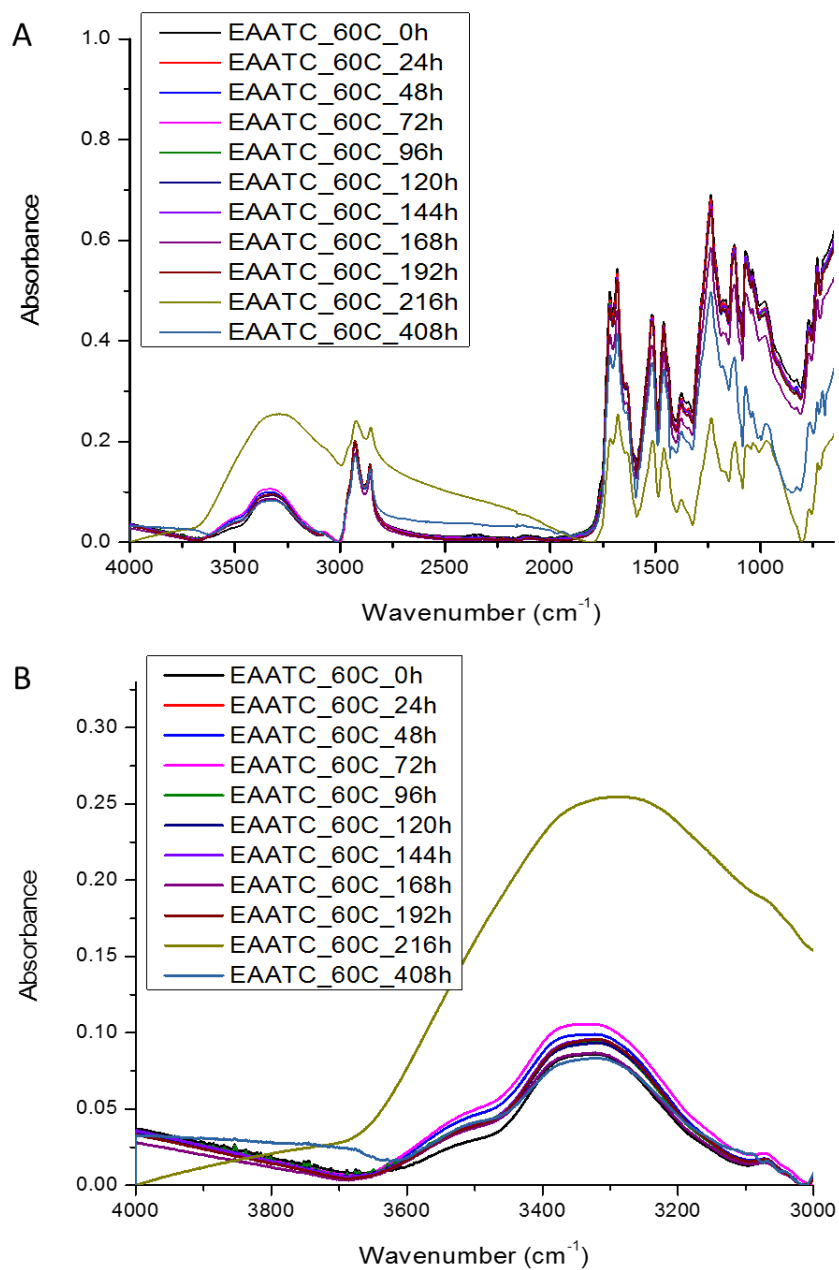 A
EAATC_60C_0h
EAATC_60C_24h
EAATC_60C_48h
EAATC_60C_72h
EAATC_60C_96h
EAATC_60C_120h
EAATC_60C_144h
EAATC_60C_168h
EAATC_60C_192h
EAATC_60C_216h
EAATC_60C_408h
1.0
0.8
0.6
0.4
0.2
0.0
Absorbance
4000 3500 3000 2500 2000 1500 1000
Wavenumber (cm⁻¹)
B
EAATC_60C_0h
EAATC_60C_24h
EAATC_60C_48h
EAATC_60C_72h
EAATC_60C_96h
EAATC_60C_120h
EAATC_60C_144h
EAATC_60C_168h
EAATC_60C_192h
EAATC_60C_216h
EAATC_60C_408h
0.30
0.25
0.20
0.15
0.10
0.05
0.00
Absorbance
4000 3800 3600 3400 3200 3000
Wavenumber (cm⁻¹)